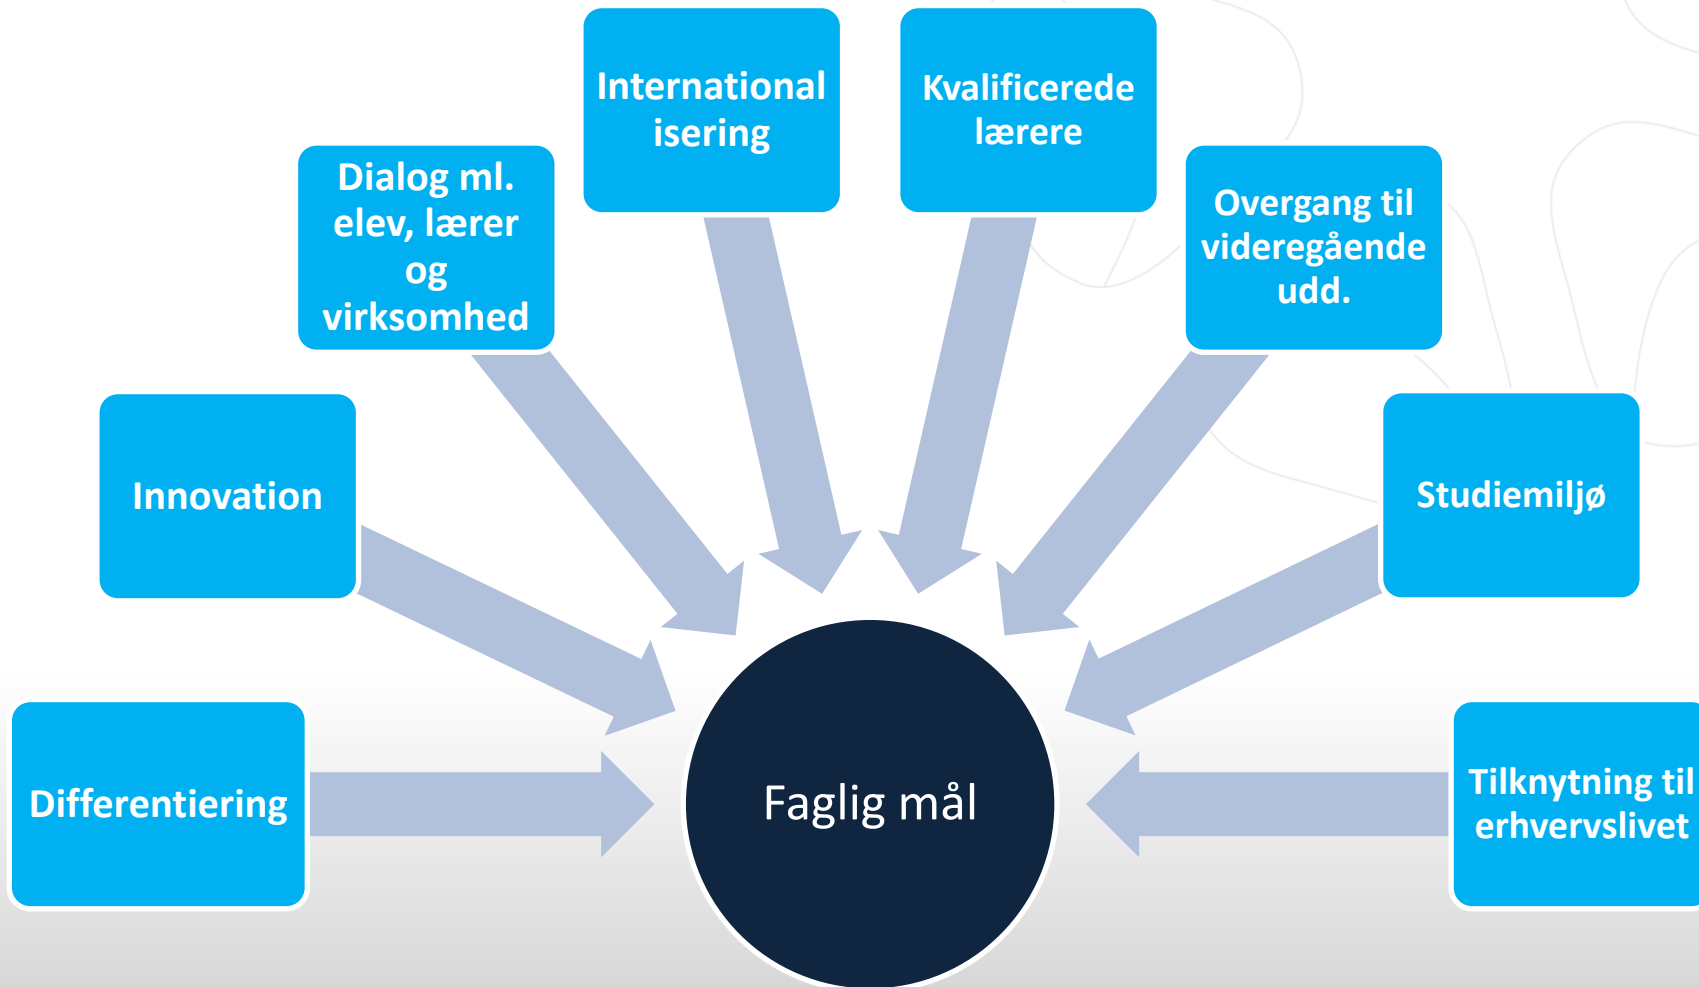 International
isering
Kvalificerede
lærere
Dialog ml.
elev, lærer
og
virksomhed
Overgang til
videregående
udd.
Innovation
Studiemiljø
Differentiering
Faglig mål
Tilknytning til
erhvervslivet